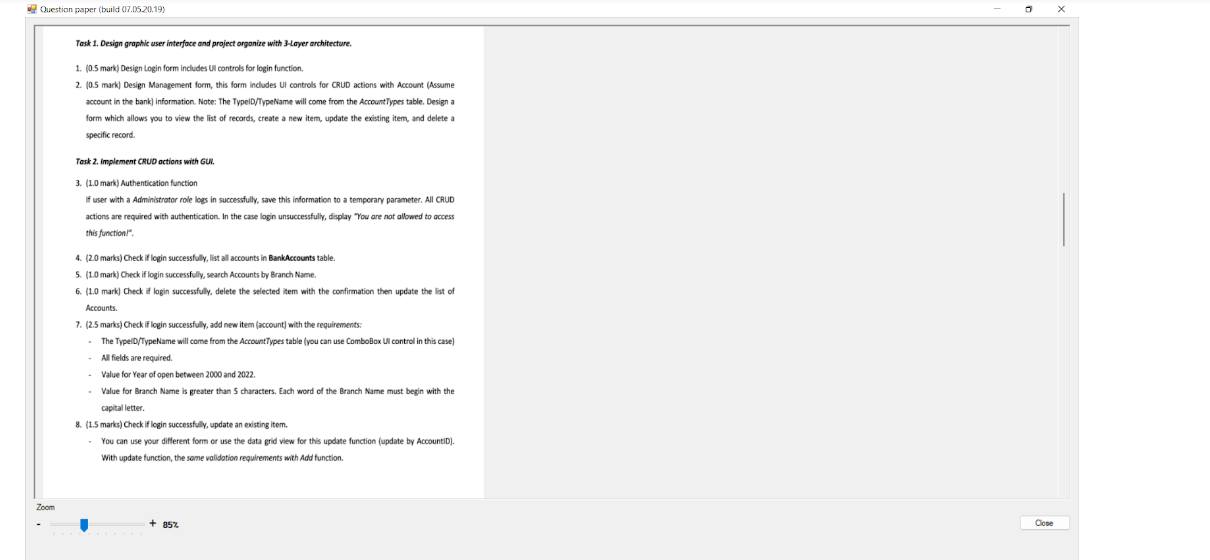 Question paper (build 07.05.20.19)
Task 1. Design graphic user interface and project organize with 3-Layer architecture.
1. (0.5 mark) Design Login form includes UI controls for login function.
2. (0.5 mark) Design Management form, this form includes UI controls for CRUD actions with Account (Assume
account in the bank) information. Note: The TypeID/TypeName will come from the AccountTypes table. Design a
form which allows you to view the list of records, create a new item, update the existing item, and delete a
specific record.
Task 2. Implement CRUD actions with GUI.
3. (1.0 mark) Authentication function
If user with a Administrator role logs in successfully, save this information to a temporary parameter. All CRUD
actions are required with authentication. In the case login unsuccessfully, display "You are not allowed to access
this function!".
4. (2.0 marks) Check if login successfully, list all accounts in BankAccounts table.
5. (1.0 mark) Check if login successfully, search Accounts by Branch Name.
6. (1.0 mark) Check if login successfully, delete the selected item with the confirmation then update the list of
Accounts.
7. (2.5 marks) Check if login successfully, add new item (account) with the requirements:
- The TypeID/TypeName will come from the AccountTypes table (you can use ComboBox UI control in this case)
- All fields are required.
- Value for Year of open between 2000 and 2022.
- Value for Branch Name is greater than 5 characters. Each word of the Branch Name must begin with the
capital letter.
8. (1.5 marks) Check if login successfully, update an existing item.
- You can use your different form or use the data grid view for this update function (update by AccountID).
With update function, the same validation requirements with Add function.
Zoom
- + 85%
Close